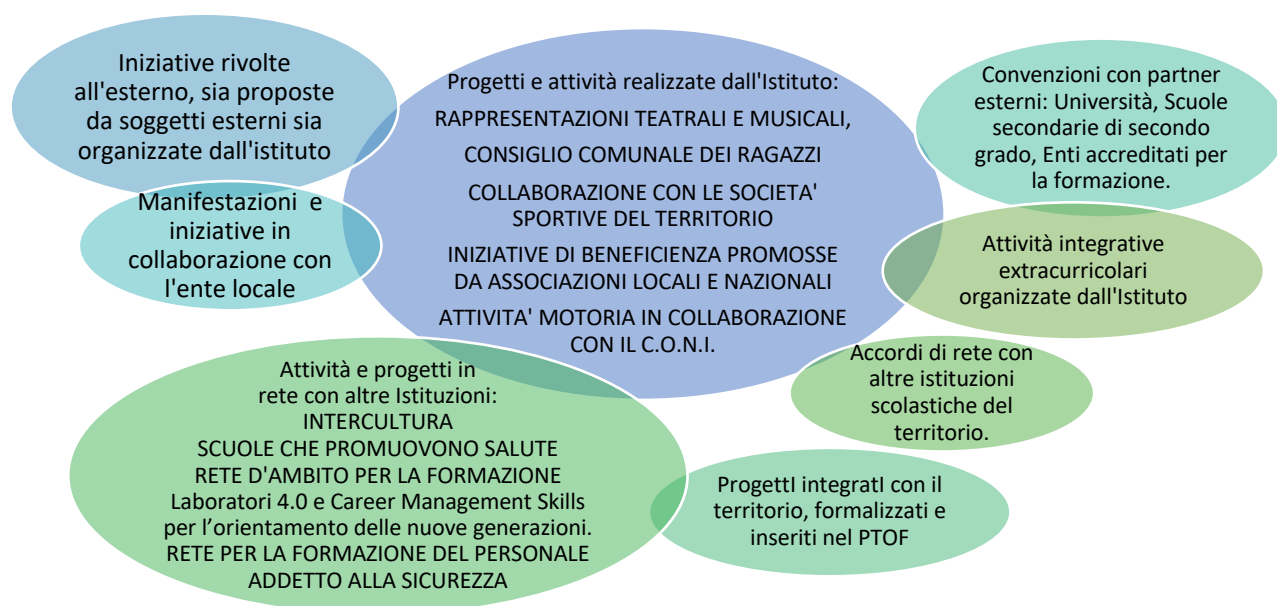 Iniziative rivolte
all'esterno, sia proposte
da soggetti esterni sia
organizzate dall'istituto
Manifestazioni e
iniziative in
collaborazione con
l'ente locale
Progetti e attività realizzate dall'Istituto:
RAPPRESENTAZIONI TEATRALI E MUSICALI,
CONSIGLIO COMUNALE DEI RAGAZZI
COLLABORAZIONE CON LE SOCIETA'
SPORTIVE DEL TERRITORIO
INIZIATIVE DI BENEFICIENZA PROMOSSE
DA ASSOCIAZIONI LOCALI E NAZIONALI
ATTIVITA' MOTORIA IN COLLABORAZIONE
CON IL C.O.N.I.
Convenzioni con partner
esterni: Università, Scuole
secondarie di secondo
grado, Enti accreditati per
la formazione.
Attività integrative
extracurricolari
organizzate dall'Istituto
Accordi di rete con
altre istituzioni
scolastiche del
territorio.
Attività e progetti in
rete con altre Istituzioni:
INTERCULTURA
SCUOLE CHE PROMUOVONO SALUTE
RETE D'AMBITO PER LA FORMAZIONE
Laboratori 4.0 e Career Management Skills
per l’orientamento delle nuove generazioni.
RETE PER LA FORMAZIONE DEL PERSONALE
ADDETTO ALLA SICUREZZA
ProgettI integratI con il
territorio, formalizzati e
inseriti nel PTOF